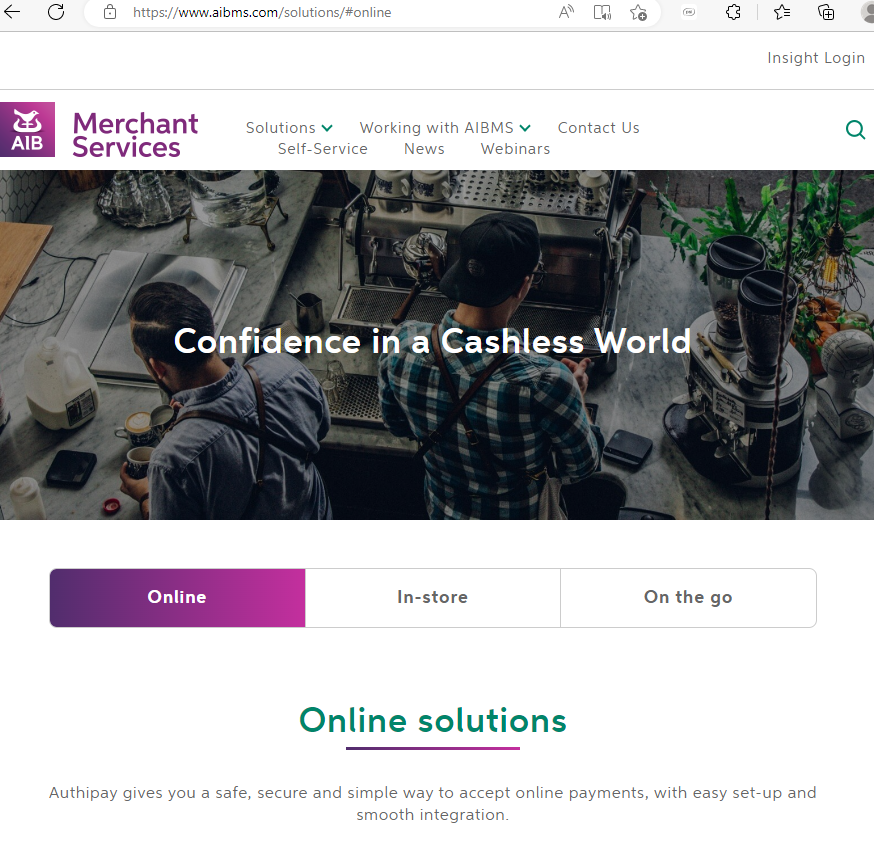 https://www.aibms.com/solutions/#online
Insight Login
AIB
Merchant
Services
Solutions
Working with AIBMS
Contact Us
Self-Service
News
Webinars
Confidence in a Cashless World
Online
In-store
On the go
Online solutions
Authipay gives you a safe, secure and simple way to accept online payments, with easy set-up and
smooth integration.